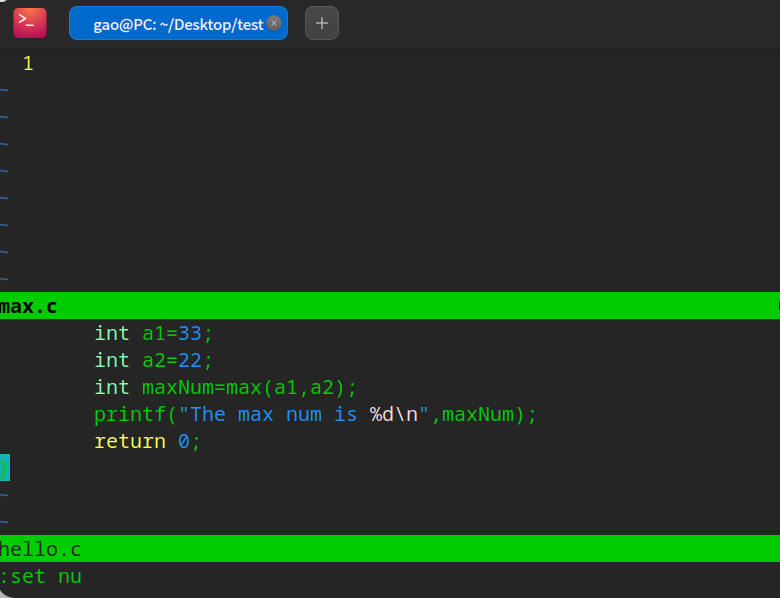 >_ gao@PC: ~/Desktop/test × +
1
~
~
~
~
~
~
~
~
max.c
int a1=33;
int a2=22;
int maxNum=max(a1,a2);
printf("The max num is %d\n",maxNum);
return 0;
}
~
~
hello.c
:set nu